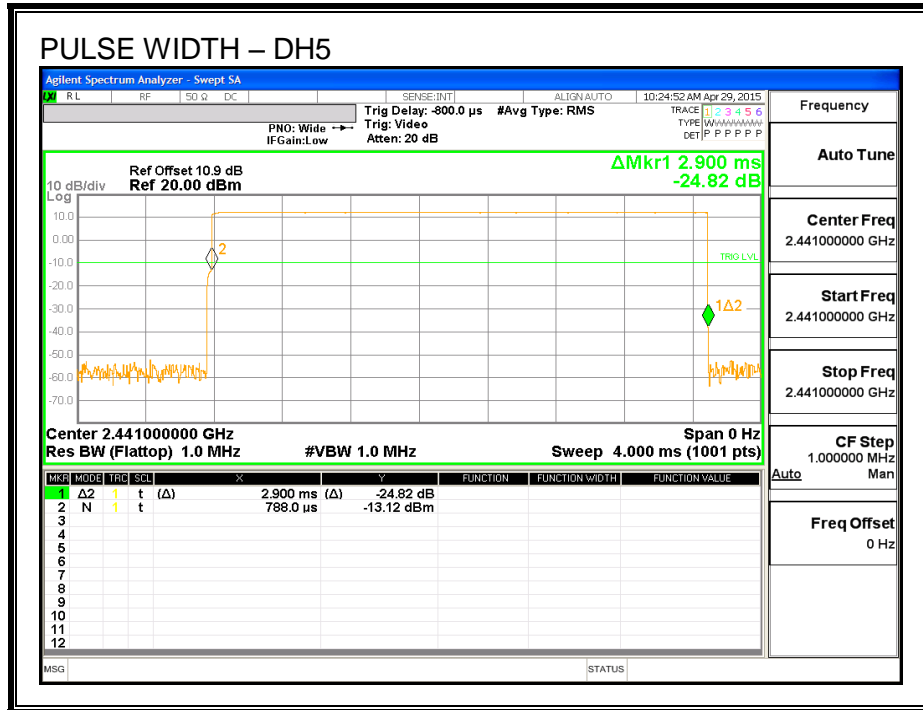 PULSE WIDTH – DH5
Agilent Spectrum Analyzer - Swept SA
LXI RL RF 50 Ω DC SENSE:INT ALIGN AUTO 10:24:52 AM Apr 29, 2015
Trig Delay: -800.0 µs #Avg Type: RMS TRACE 1 2 3 4 5 6
PNO: Wide Trig: Video TYPE WWWWWW
IFGain:Low Atten: 20 dB DET P P P P P P
ΔMkr1 2.900 ms
-24.82 dB
Ref Offset 10.9 dB
10 dB/div Ref 20.00 dBm
Log
10.0
0.00
-10.0
-20.0
-30.0
-40.0
-50.0
-60.0
-70.0
2
TRIG LVL
1Δ2
Center 2.441000000 GHz Span 0 Hz
Res BW (Flattop) 1.0 MHz #VBW 1.0 MHz Sweep 4.000 ms (1001 pts)
MKR MODE TRC SCL X Y FUNCTION FUNCTION WIDTH FUNCTION VALUE
1 Δ2 1 t (Δ) 2.900 ms (Δ) -24.82 dB
2 N 1 t 788.0 µs -13.12 dBm
3
4
5
6
7
8
9
10
11
12
MSG STATUS
Frequency
Auto Tune
Center Freq
2.441000000 GHz
Start Freq
2.441000000 GHz
Stop Freq
2.441000000 GHz
CF Step
1.000000 MHz
Auto Man
Freq Offset
0 Hz